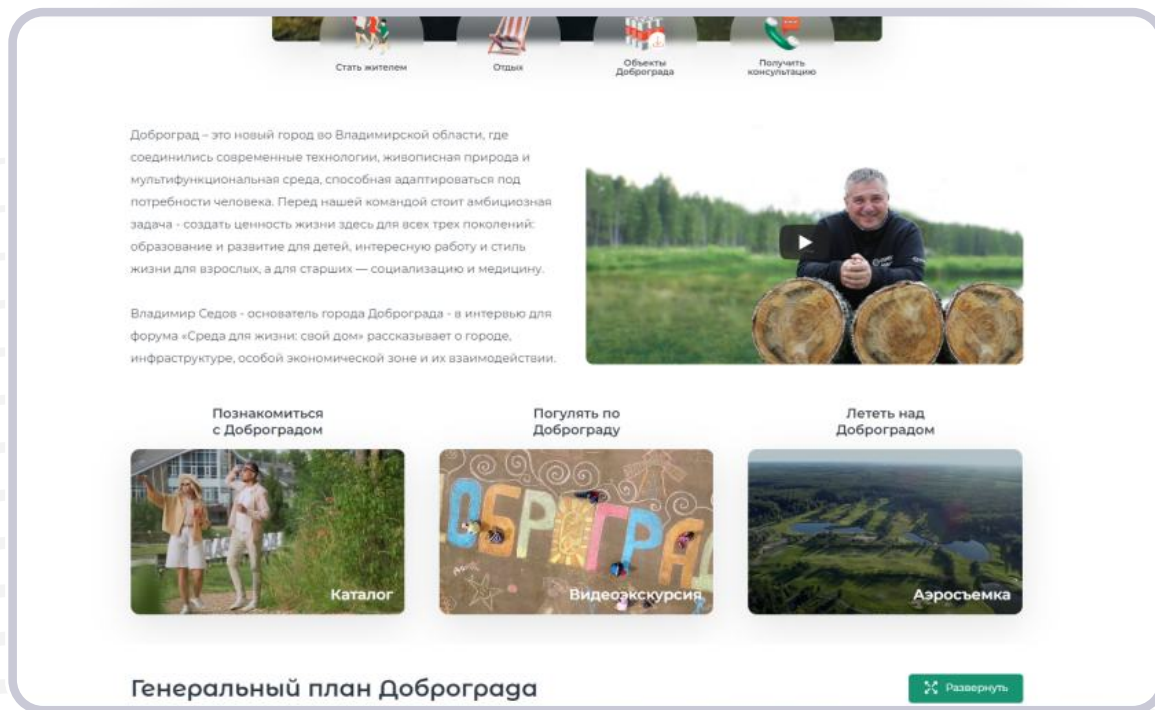 Стать жителем
Отдых
Объекты
Доброграда
Получить
консультацию
Доброград – это новый город во Владимирской области, где
соединились современные технологии, живописная природа и
мультифункциональная среда, способная адаптироваться под
потребности человека. Перед нашей командой стоит амбициозная
задача - создать ценность жизни здесь для всех трех поколений:
образование и развитие для детей, интересную работу и стиль
жизни для взрослых, а для старших — социализацию и медицину.
Владимир Седов - основатель города Доброграда - в интервью для
форума «Среда для жизни: свой дом» рассказывает о городе,
инфраструктуре, особой экономической зоне и их взаимодействии.
Познакомиться
с Доброградом
Погулять по
Доброграду
Лететь над
Доброградом
ДОБРОГРАД
Каталог
Видеоэкскурсия
Аэросъемка
Генеральный план Доброграда
Развернуть